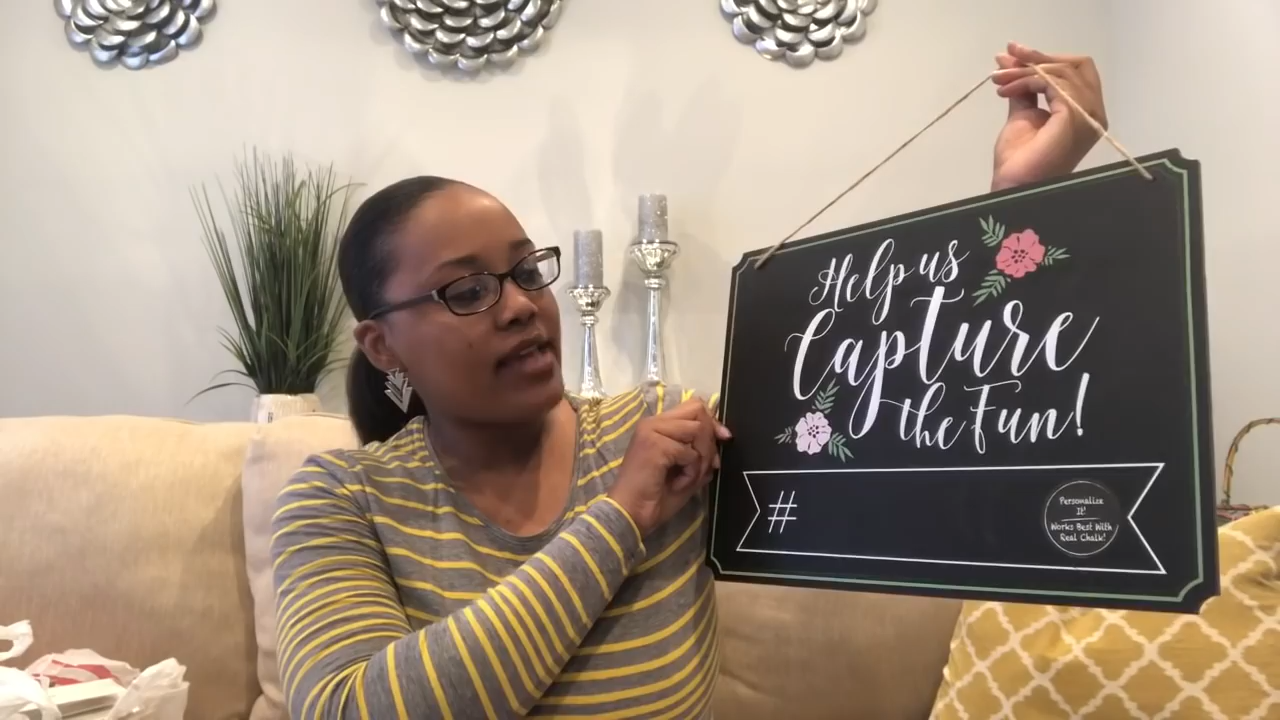 Help us
Capture
the Fun!
#
Personalize
It!
Works Best With
Real Chalk!